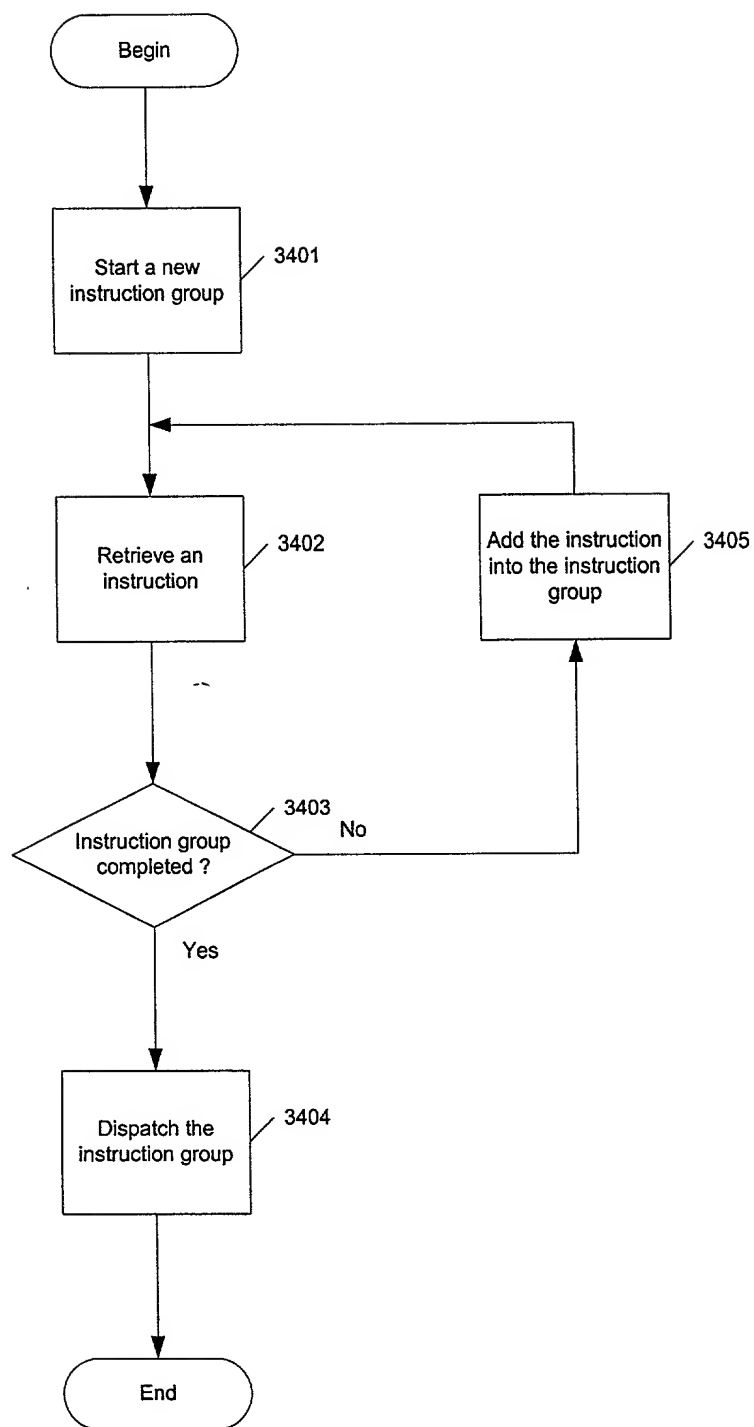 Begin
Start a new
instruction group
3401
Retrieve an
instruction
3402
Add the instruction
into the instruction
group
3405
Instruction group
completed ?
3403
No
Yes
Dispatch the
instruction group
3404
End